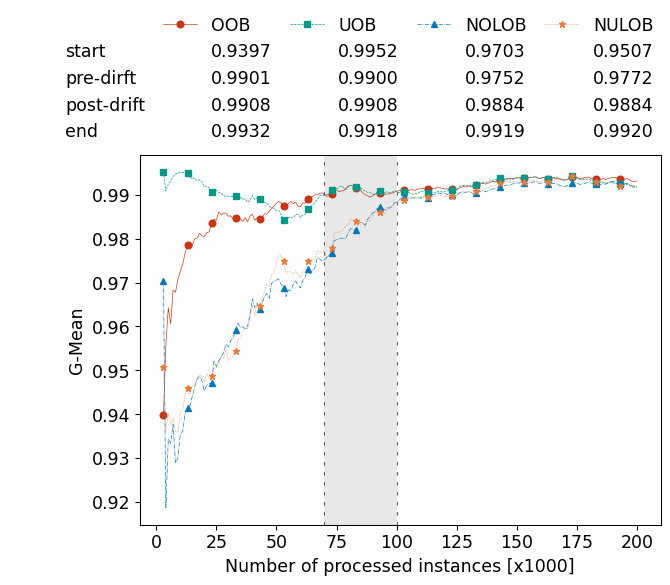 OOB UOB NOLOB NULOB
start 0.9397 0.9952 0.9703 0.9507
pre-dirft 0.9901 0.9900 0.9752 0.9772
post-drift 0.9908 0.9908 0.9884 0.9884
end 0.9932 0.9918 0.9919 0.9920
0.99
0.98
0.97
0.96
0.95
0.94
0.93
0.92
G-Mean
0 25 50 75 100 125 150 175 200
Number of processed instances [x1000]